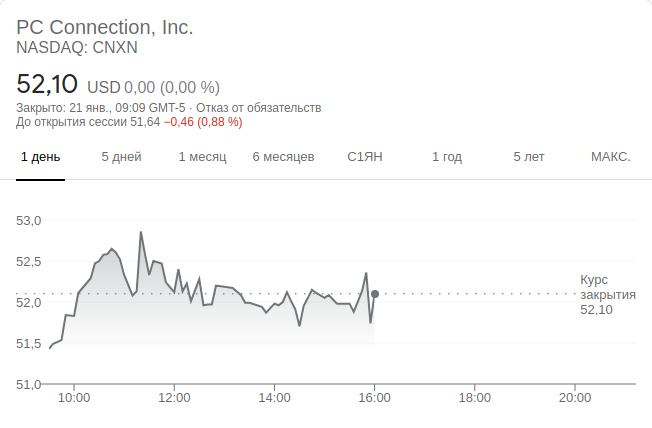 PC Connection, Inc.
NASDAQ: CNXN
52,10 USD 0,00 (0,00 %)
Закрыто: 21 янв., 09:09 GMT-5 · Отказ от обязательств
До открытия сессии 51,64 −0,46 (0,88 %)
1 день 5 дней 1 месяц 6 месяцев С1ЯН 1 год 5 лет МАКС.
53,0
52,5
Курс
закрытия
52,10
52,0
51,5
51,0
10:00 12:00 14:00 16:00 18:00 20:00